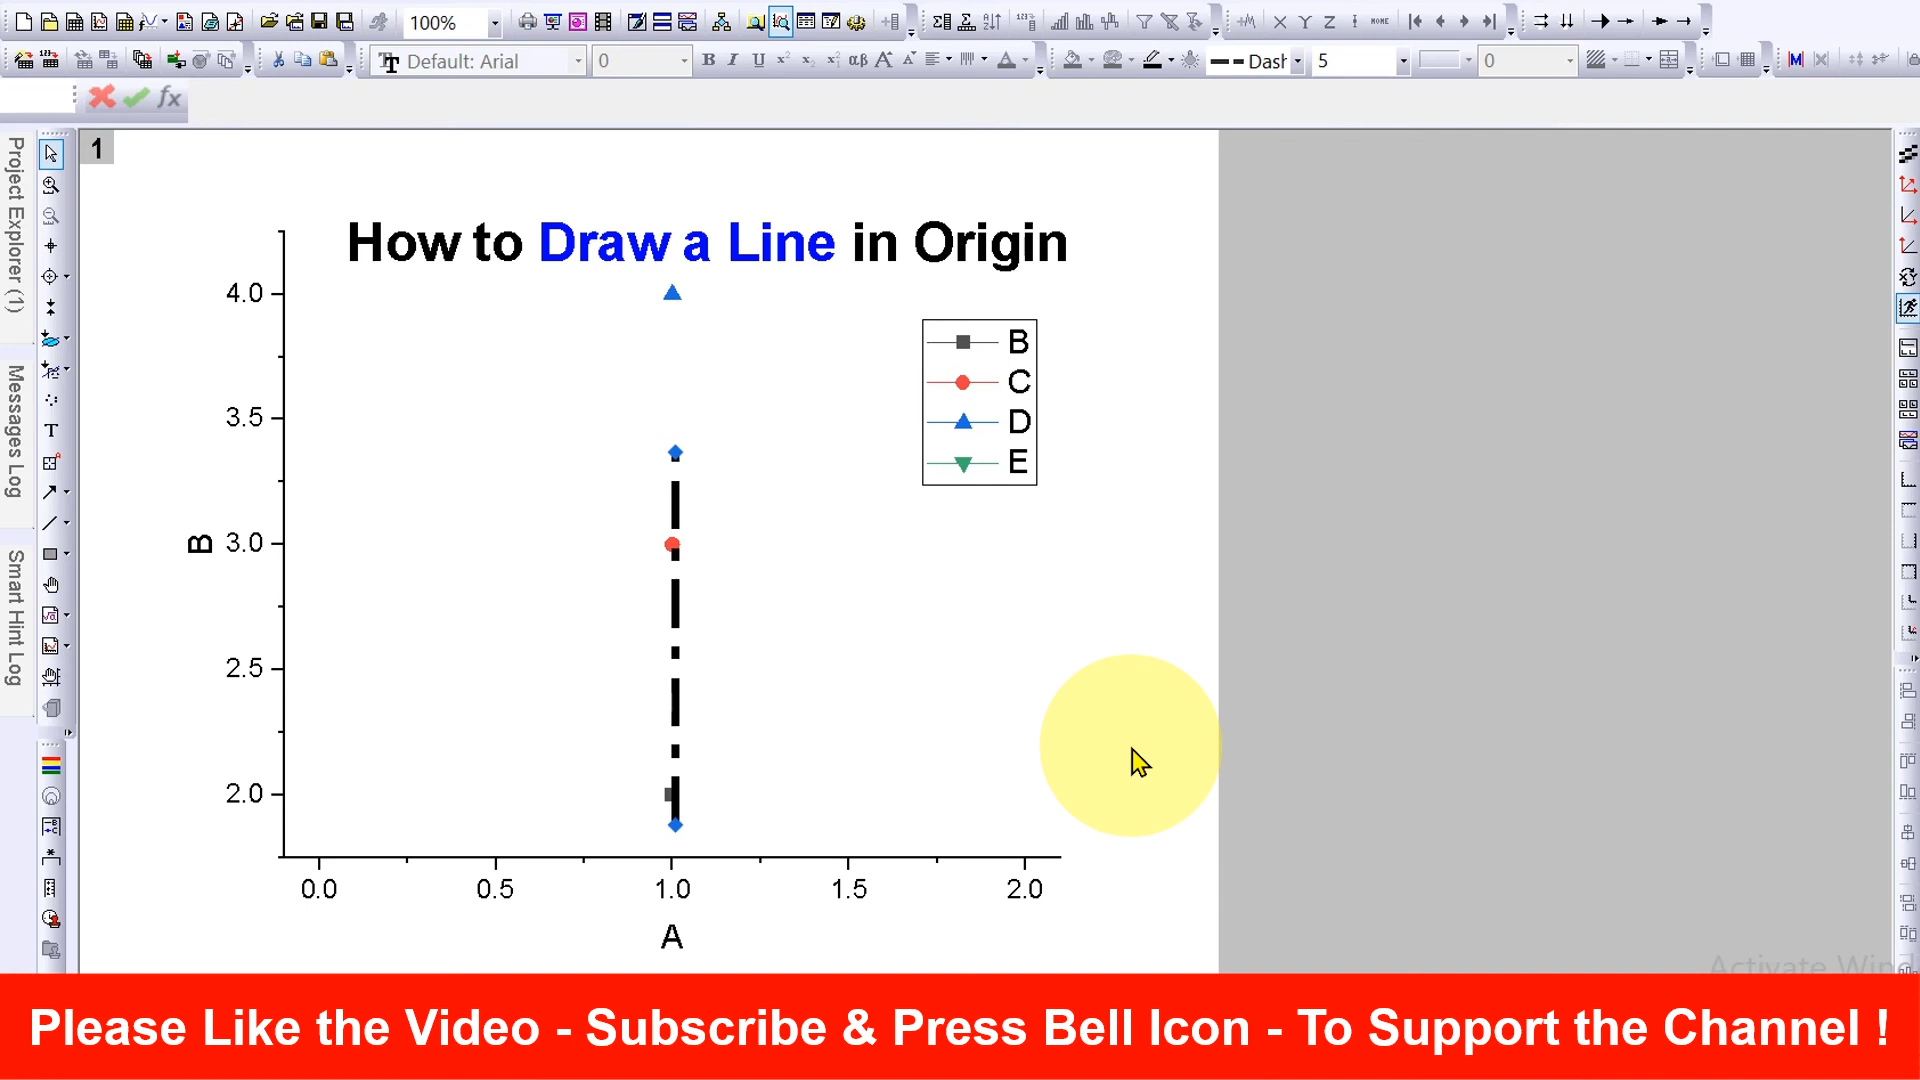 100%
Default: Arial
0
B I U
αβ
Dash
5
0
fx
Project Explorer (1)
Messages Log
Smart Hint Log
1
How to Draw a Line in Origin
4.0
3.5
3.0
2.5
2.0
B
B
C
D
E
0.0 0.5 1.0 1.5 2.0
A
Please Like the Video - Subscribe & Press Bell Icon - To Support the Channel !